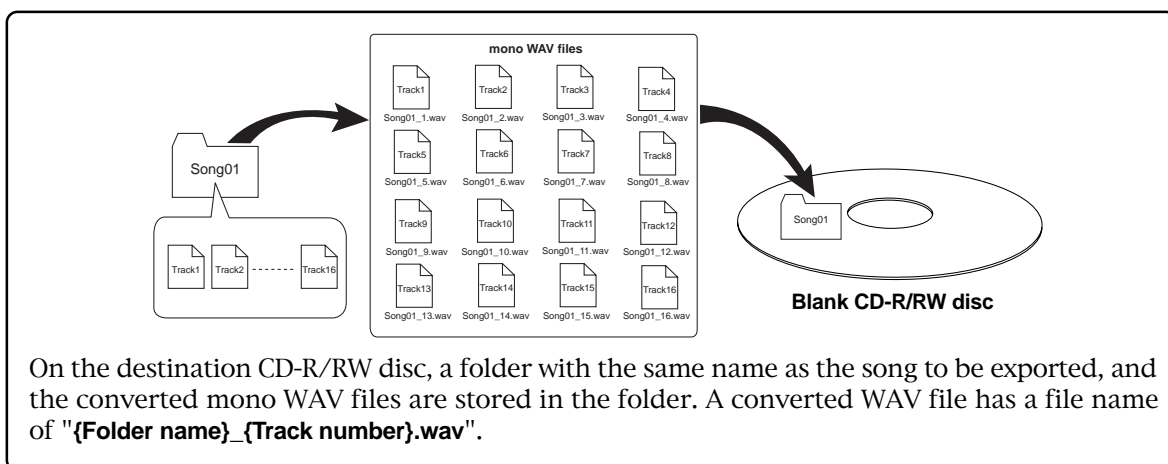 mono WAV files
Track1 Track2 Track3 Track4
Song01_1.wav Song01_2.wav Song01_3.wav Song01_4.wav
Song01
Track5 Track6 Track7 Track8
Song01_5.wav Song01_6.wav Song01_7.wav Song01_8.wav
Track9 Track10 Track11 Track12
Song01_9.wav Song01_10.wav Song01_11.wav Song01_12.wav
Track1 Track2 Track16
Track13 Track14 Track15 Track16
Song01_13.wav Song01_14.wav Song01_15.wav Song01_16.wav
Song01
Blank CD-R/RW disc
On the destination CD-R/RW disc, a folder with the same name as the song to be exported, and
the converted mono WAV files are stored in the folder. A converted WAV file has a file name
of "{Folder name}_{Track number}.wav".